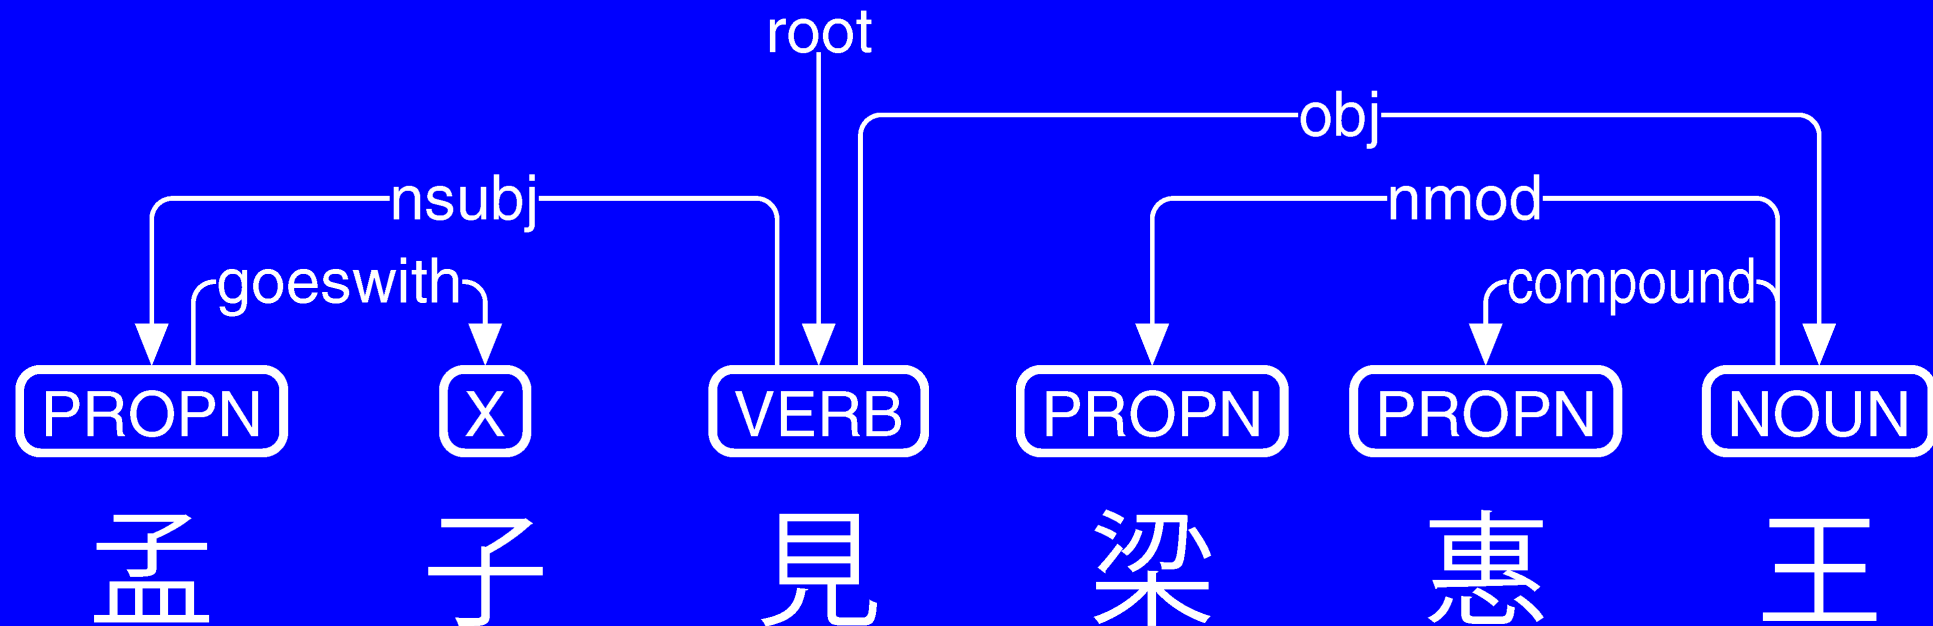 root
obj
nsubj nmod
goeswith compound
PROPN X VERB PROPN PROPN NOUN
孟 子 見 梁 惠 王